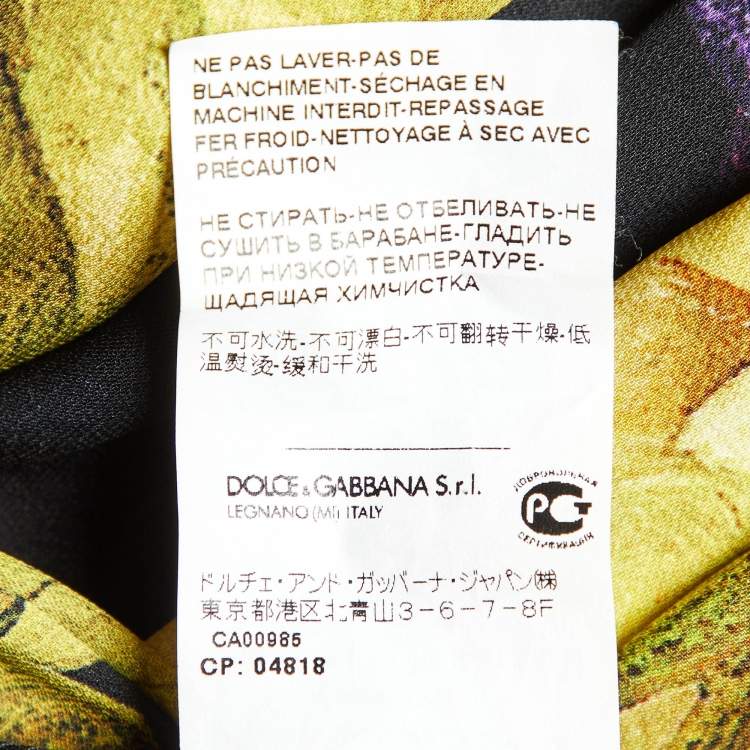 NE PAS LAVER-PAS DE
BLANCHIMENT-SÉCHAGE EN
MACHINE INTERDIT-REPASSAGE
FER FROID-NETTOYAGE À SEC AVEC
PRÉCAUTION
НЕ СТИРАТЬ-НЕ ОТБЕЛИВАТЬ-НЕ
СУШИТЬ В БАРАБАНЕ-ГЛАДИТЬ
ПРИ НИЗКОЙ ТЕМПЕРАТУРЕ-
ЩАДЯЩАЯ ХИМЧИСТКА
不可水洗-不可漂白-不可翻转干燥-低
温熨烫-缓和干洗
DOLCE & GABBANA S.r.l.
LEGNANO (MI) ITALY
ДОБРОВОЛЬНАЯ
РСТ
СЕРТИФИКАЦИЯ
ドルチェ・アンド・ガッバーナ・ジャパン(株)
東京都港区北青山3-6-7-8F
CA00985
CP: 04818